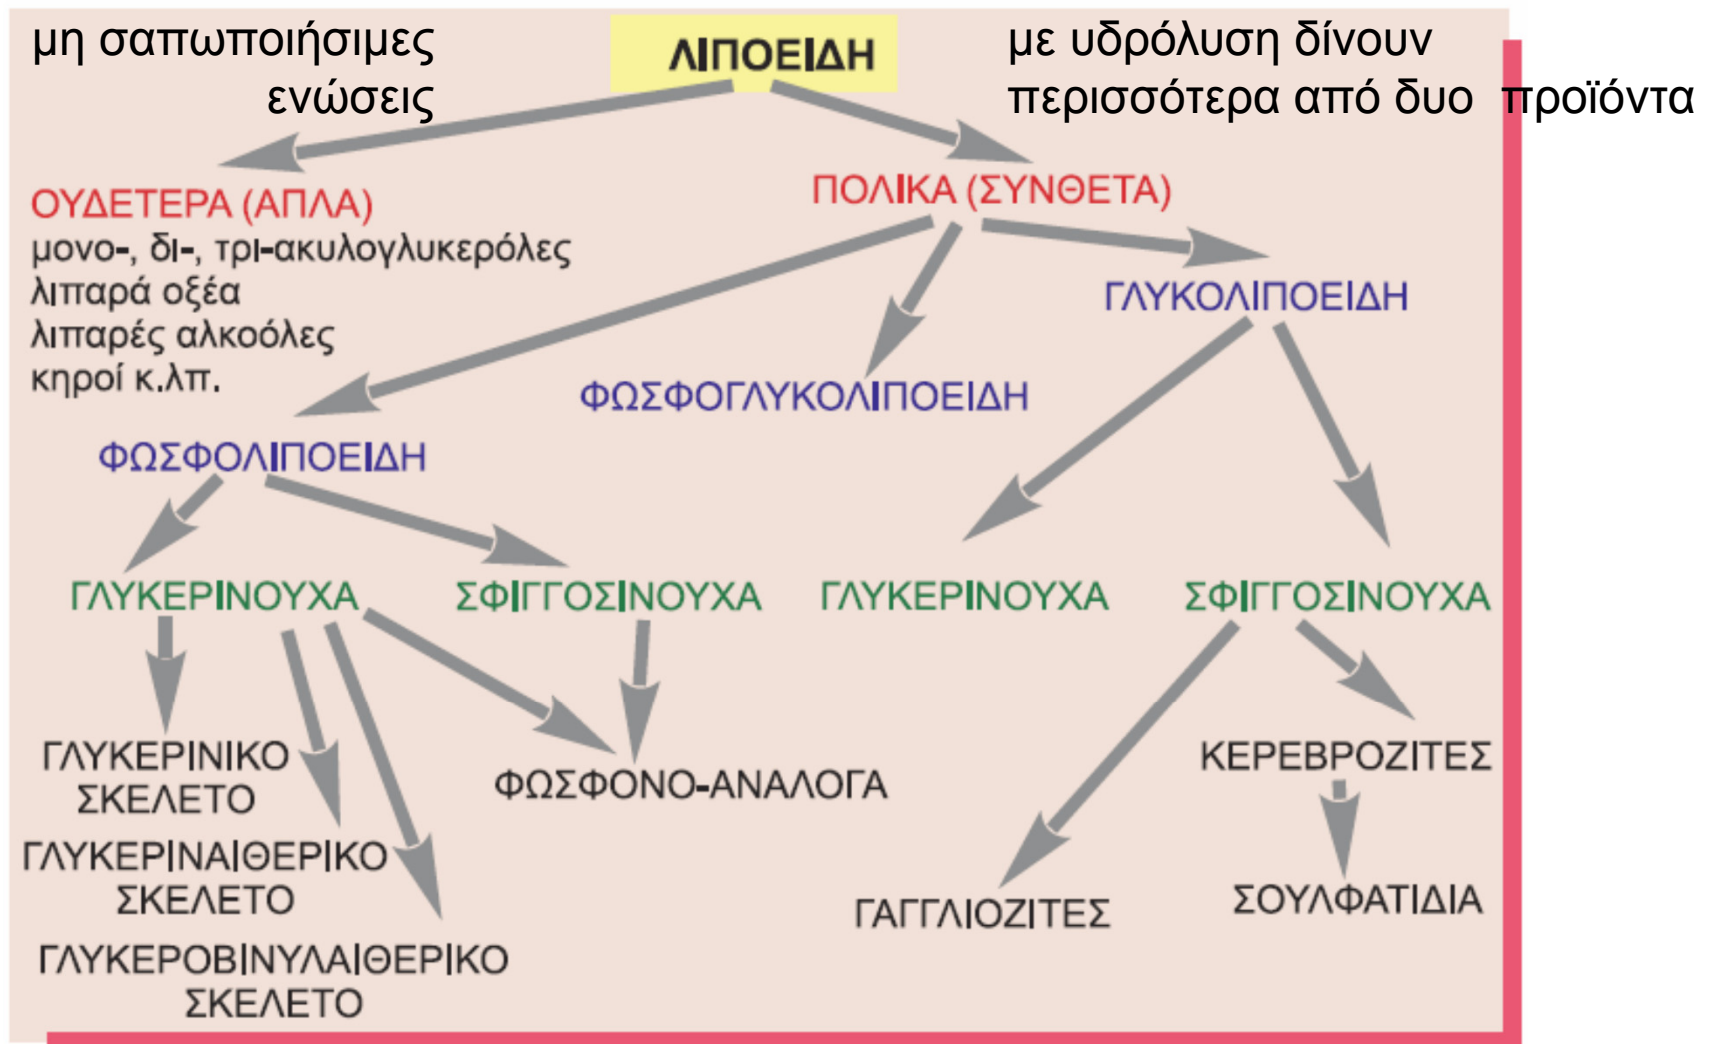 μη σαπωποιήσιμες
ενώσεις
ΛΙΠΟΕΙΔΗ
με υδρόλυση δίνουν
περισσότερα από δυο προϊόντα
ΟΥΔΕΤΕΡΑ (ΑΠΛΑ)
μονο-, δι-, τρι-ακυλογλυκερόλες
λιπαρά οξέα
λιπαρές αλκοόλες
κηροί κ.λπ.
ΠΟΛΙΚΑ (ΣΥΝΘΕΤΑ)
ΓΛΥΚΟΛΙΠΟΕΙΔΗ
ΦΩΣΦΟΓΛΥΚΟΛΙΠΟΕΙΔΗ
ΦΩΣΦΟΛΙΠΟΕΙΔΗ
ΓΛΥΚΕΡΙΝΟΥΧΑ
ΣΦΙΓΓΟΣΙΝΟΥΧΑ
ΓΛΥΚΕΡΙΝΟΥΧΑ
ΣΦΙΓΓΟΣΙΝΟΥΧΑ
ΓΛΥΚΕΡΙΝΙΚΟ
ΣΚΕΛΕΤΟ
ΦΩΣΦΟΝΟ-ΑΝΑΛΟΓΑ
ΚΕΡΕΒΡΟΖΙΤΕΣ
ΓΛΥΚΕΡΙΝΑΙΘΕΡΙΚΟ
ΣΚΕΛΕΤΟ
ΓΑΓΓΛΙΟΖΙΤΕΣ
ΣΟΥΛΦΑΤΙΔΙΑ
ΓΛΥΚΕΡΟΒΙΝΥΛΑΙΘΕΡΙΚΟ
ΣΚΕΛΕΤΟ